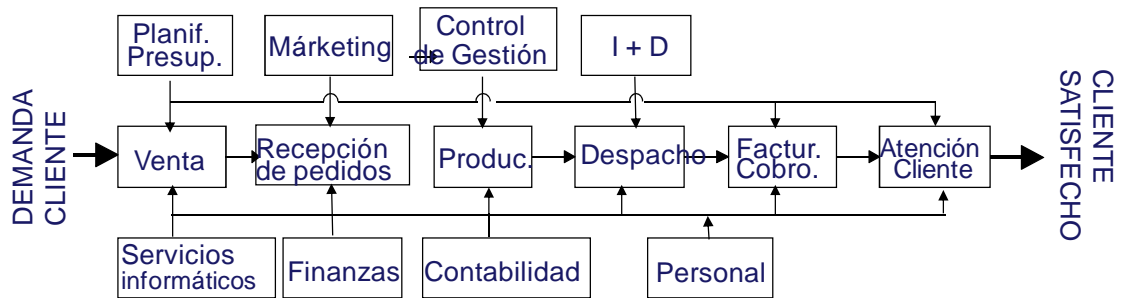 Planif.
Presup.
Márketing
Control
de Gestión
I + D
DEMANDA
CLIENTE
Venta
Recepción
de pedidos
Produc.
Despacho
Factur.
Cobro.
Atención
Cliente
CLIENTE
SATISFECHO
Servicios
informáticos
Finanzas
Contabilidad
Personal